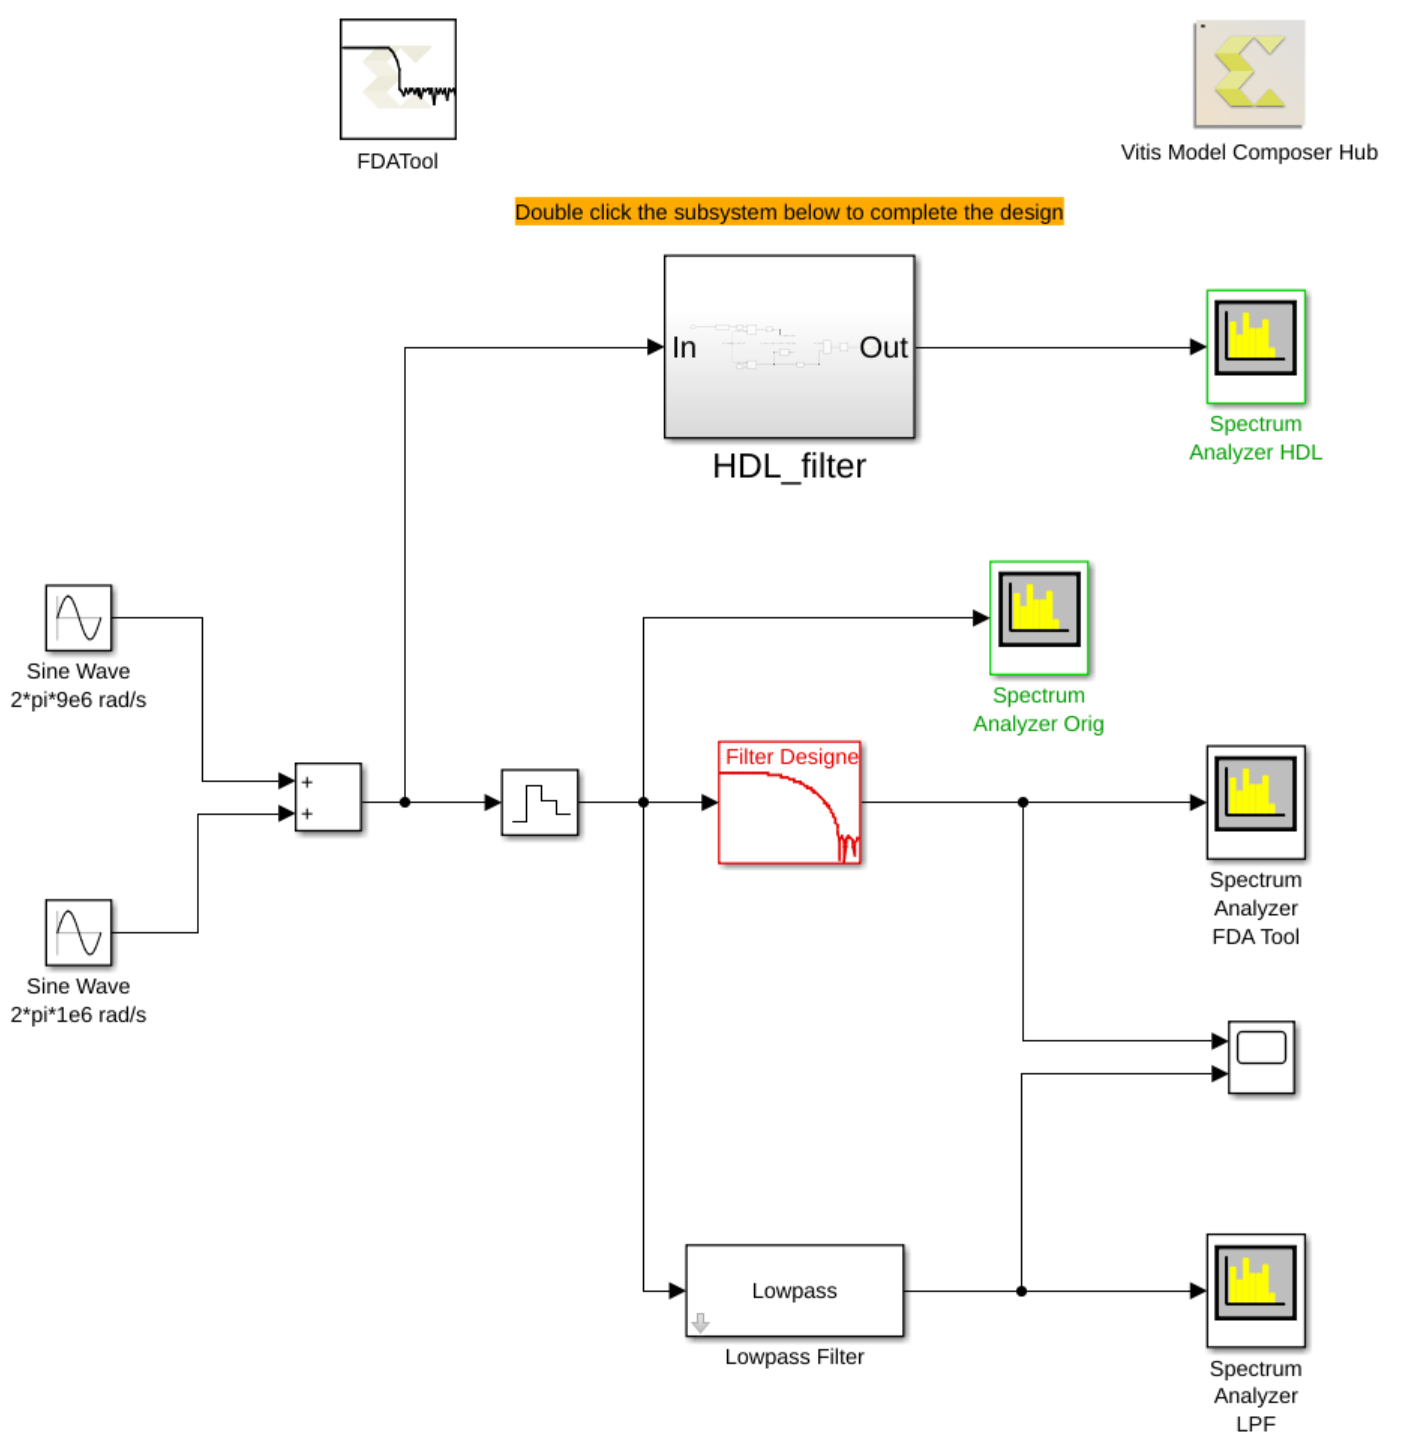 FDATool
Vitis Model Composer Hub
Double click the subsystem below to complete the design
In
Out
HDL_filter
Spectrum
Analyzer HDL
Sine Wave
2*pi*9e6 rad/s
Spectrum
Analyzer Orig
+
+
Filter Designe
Spectrum
Analyzer
FDA Tool
Sine Wave
2*pi*1e6 rad/s
Lowpass
Lowpass Filter
Spectrum
Analyzer
LPF